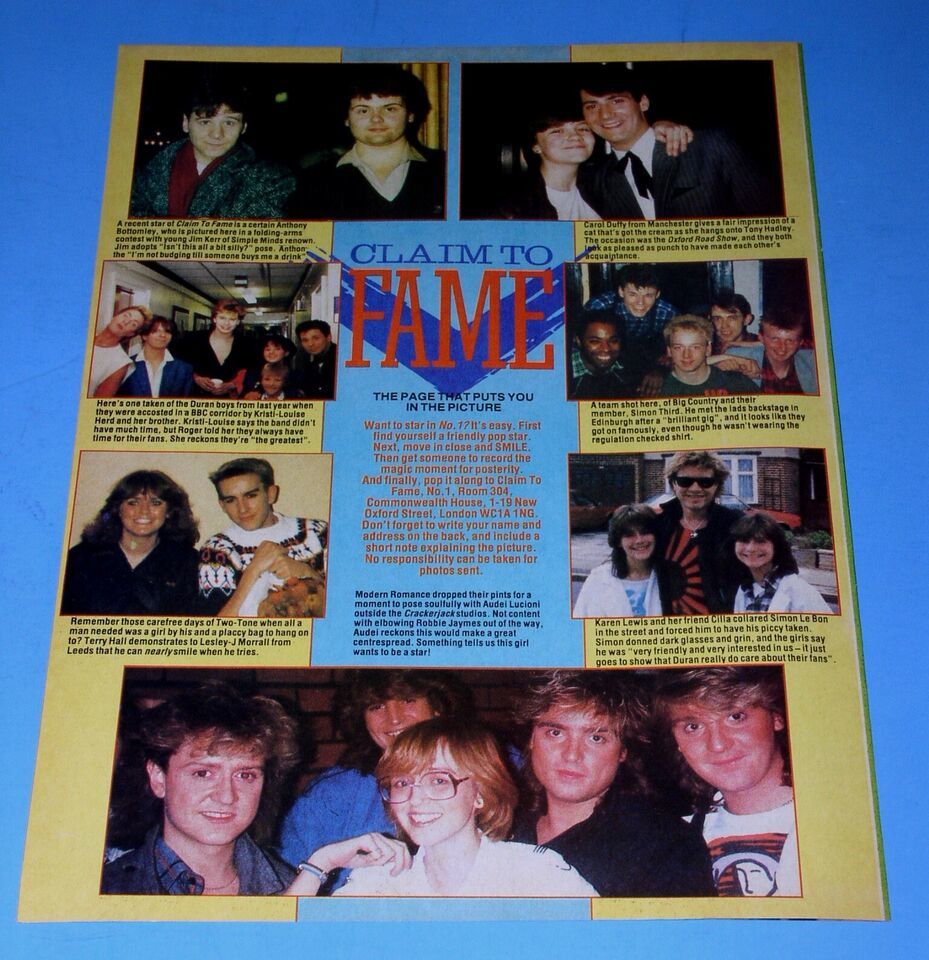 A recent star of Claim To Fame is a certain Anthony
Bottomley, who is pictured here in a folding-arms
contest with young Jim Kerr of Simple Minds renown.
Jim adopts "Isn't this all a bit silly?" pose. Anthon
the "I'm not budging till someone buys me a drink"
Carol Duffy from Manchester gives a fair impression of a
cat that's got the cream as she hangs onto Tony Hadley.
The occasion was the Oxford Road Show, and they both
look as pleased as punch to have made each other's
acquaintance.
CLAIM TO
FAME
THE PAGE THAT PUTS YOU
IN THE PICTURE
Want to star in No.1? It's easy. First
find yourself a friendly pop star.
Next, move in close and SMILE.
Then get someone to record the
magic moment for posterity.
And finally, pop it along to Claim To
Fame, No.1, Room 304,
Commonwealth House, 1-19 New
Oxford Street, London WC1A 1NG.
Don't forget to write your name and
address on the back, and include a
short note explaining the picture.
No responsibility can be taken for
photos sent.
Here's one taken of the Duran boys from last year when
they were accosted in a BBC corridor by Kristi-Louise
Herd and her brother. Kristi-Louise says the band didn't
have much time, but Roger told her they always have
time for their fans. She reckons they're "the greatest".
A team shot here, of Big Country and their
member, Simon Third. He met the lads backstage in
Edinburgh after a "brilliant gig", and it looks like they
got on famously, even though he wasn't wearing the
regulation checked shirt.
Remember those carefree days of Two-Tone when all a
man needed was a girl by his and a placcy bag to hang on
to? Terry Hall demonstrates to Lesley-J Morrall from
Leeds that he can nearly smile when he tries.
Modern Romance dropped their pints for a
moment to pose soulfully with Audei Lucioni
outside the Crackerjack studios. Not content
with elbowing Robbie Jaymes out of the way,
Audei reckons this would make a great
centrespread. Something tells us this girl
wants to be a star!
Karen Lewis and her friend Cilla collared Simon Le Bon
in the street and forced him to have his piccy taken.
Simon donned dark glasses and grin, and the girls say
he was "very friendly and very interested in us – it just
goes to show that Duran really do care about their fans".